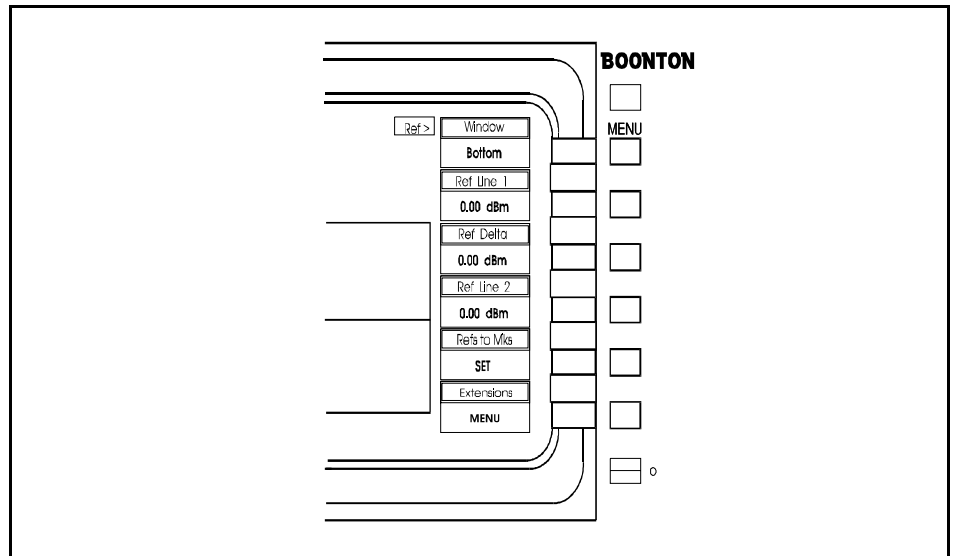 BOONTON
Ref >
Window
MENU
Bottom
Ref Line 1
0.00 dBm
Ref Delta
0.00 dBm
Ref Line 2
0.00 dBm
Refs to Mks
SET
Extensions
MENU
O